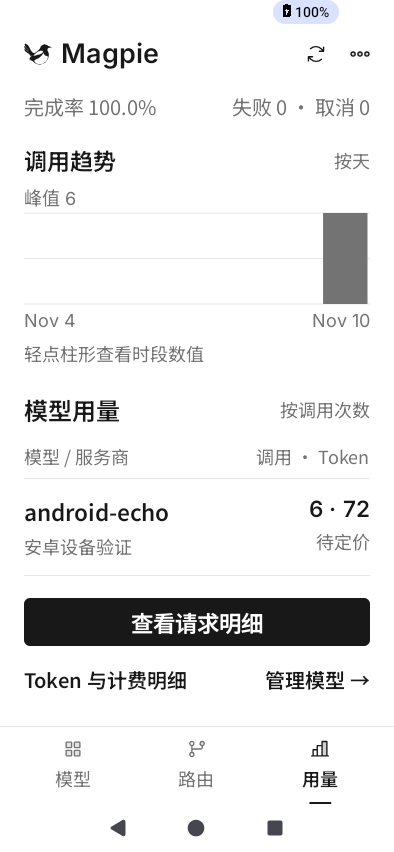 100%
Magpie
完成率 100.0%
失败 0 · 取消 0
调用趋势
按天
峰值 6
Nov 4
Nov 10
轻点柱形查看时段数值
模型用量
按调用次数
模型 / 服务商
调用 · Token
android-echo
6 · 72
安卓设备验证
待定价
查看请求明细
Token 与计费明细
管理模型 →
模型
路由
用量